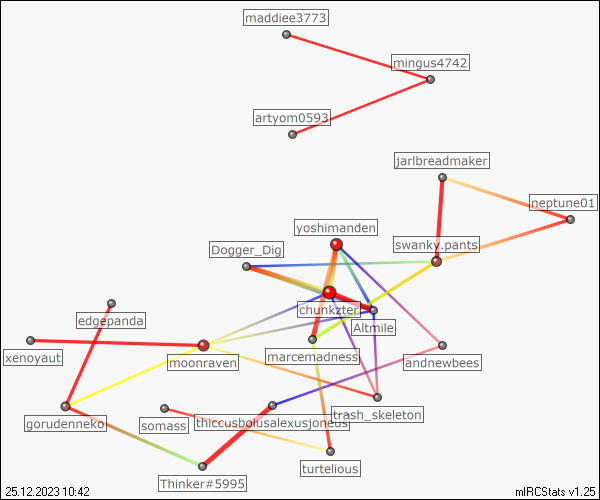 maddiee3773
mingus4742
artyom0593
jarlbreadmaker
neptune01
yoshimanden
swanky.pants
Dogger_Dig
chunkzter
edgepanda
Altmile
xenoyaut
moonraven
marcemadness
andnewbees
trash_skeleton
gorudenneko
somass
thiccusboiusalexusjoneus
turtelious
Thinker#5995
25.12.2023 10:42
mIRCStats v1.25